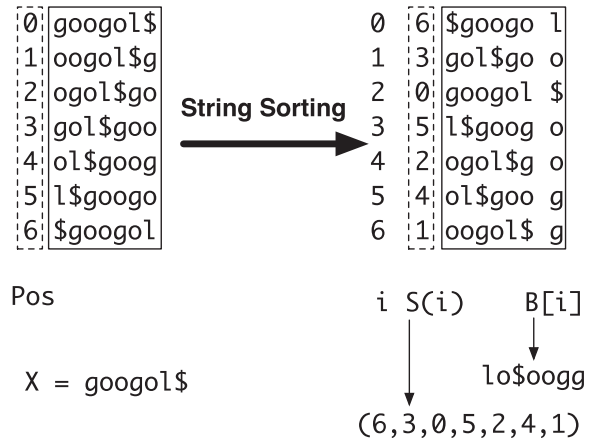 0 googol$ 0 6 $googo l
1 oogol$g 1 3 gol$go o
2 ogol$go 2 0 googol $
String Sorting
3 gol$goo 3 5 l$goog o
4 ol$goog 4 2 ogol$g o
5 l$googo 5 4 ol$goo g
6 $googol 6 1 oogol$ g
Pos i S(i) B[i]
X = googol$ lo$oogg
(6,3,0,5,2,4,1)